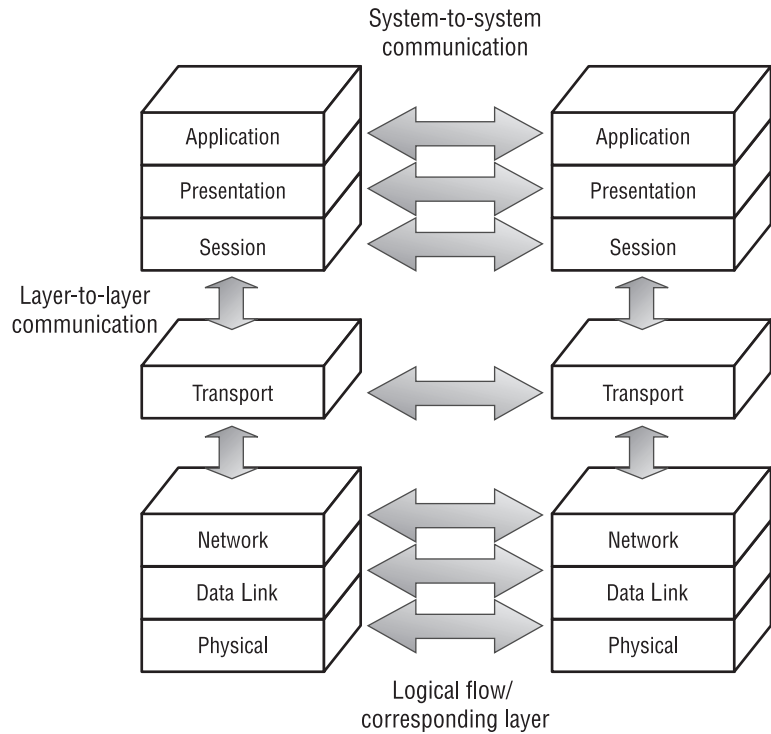 System-to-system
communication
Application
Application
Presentation
Presentation
Session
Session
Layer-to-layer
communication
Transport
Transport
Network
Network
Data Link
Data Link
Physical
Physical
Logical flow/
corresponding layer